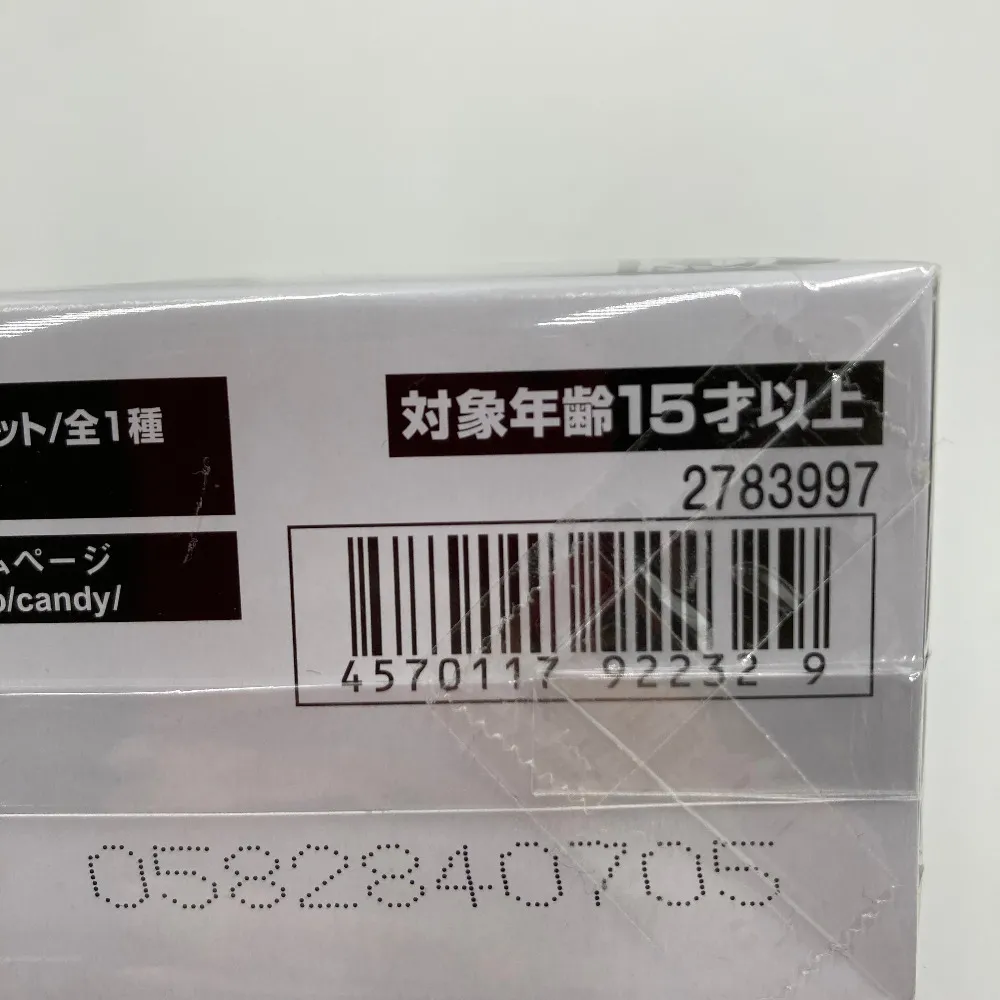 ット/全1種
対象年齢15才以上
2783997
ムページ
/candy/
4570117 92232 9
0582840705